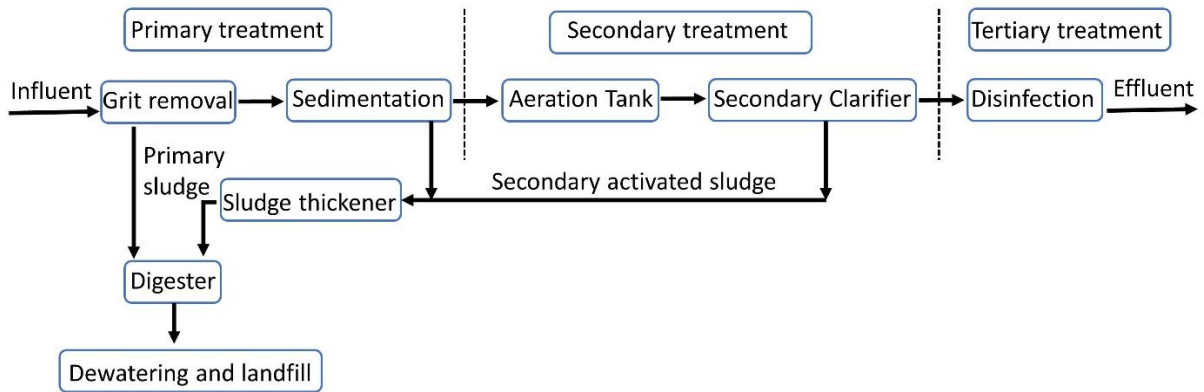 Primary treatment
Secondary treatment
Tertiary treatment
Influent
Grit removal
Sedimentation
Aeration Tank
Secondary Clarifier
Disinfection
Effluent
Primary
sludge
Secondary activated sludge
Sludge thickener
Digester
Dewatering and landfill